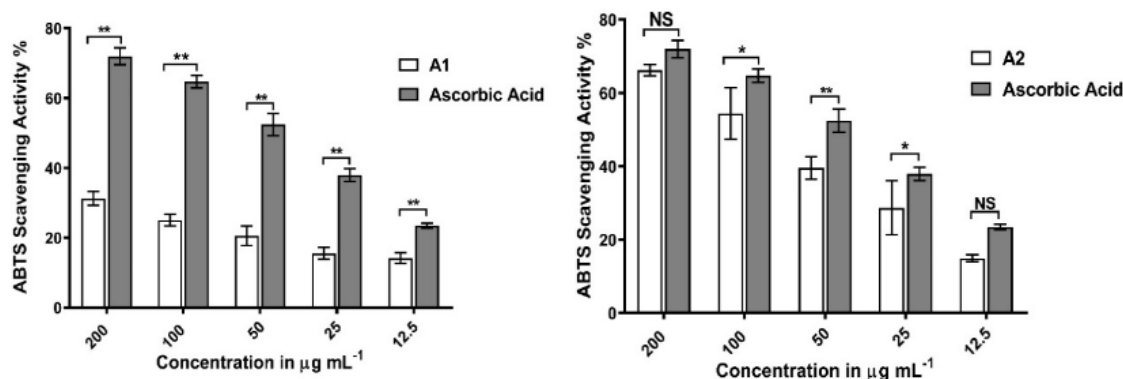 ABTS Scavenging Activity %
80
60
40
20
0
**
**
**
**
**
A1
Ascorbic Acid
200
100
50
25
12.5
Concentration in μg mL-1
ABTS Scavenging Activity %
80
60
40
20
0
NS
*
**
*
NS
A2
Ascorbic Acid
200
100
50
25
12.5
Concentration in μg mL-1